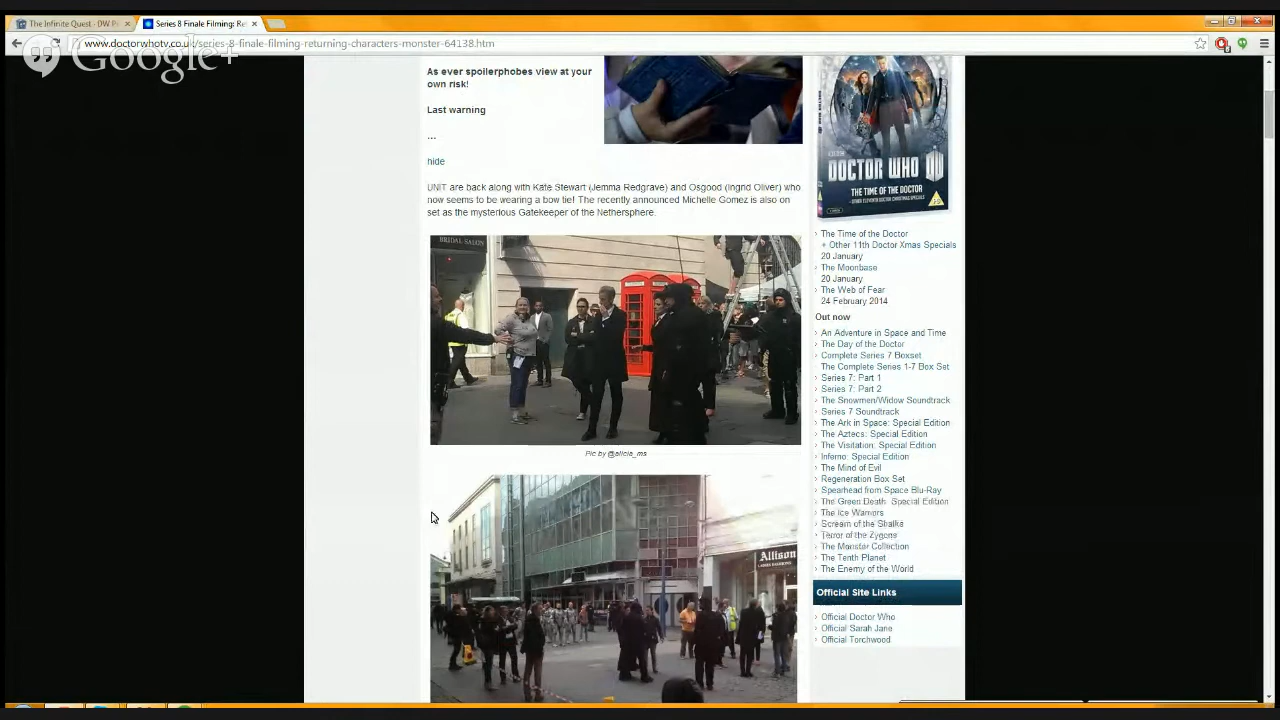 The Infinite Quest - DW P
Series 8 Finale Filming: Re
www.doctorwhotv.co.uk/series-8-finale-filming-returning-characters-monster-64138.htm
Google+
As ever spoilerphobes view at your
own risk!
Last warning
...
hide
UNIT are back along with Kate Stewart (Jemma Redgrave) and Osgood (Ingrid Oliver) who
now seems to be wearing a bow tie! The recently announced Michelle Gomez is also on
set as the mysterious Gatekeeper of the Nethersphere.
BRIDAL SALON
Pic by @alicia_ms
Allison
DOCTOR WHO
THE TIME OF THE DOCTOR
The Time of the Doctor
+ Other 11th Doctor Xmas Specials
20 January
The Moonbase
20 January
The Web of Fear
24 February 2014
Out now
An Adventure in Space and Time
The Day of the Doctor
Complete Series 7 Boxset
The Complete Series 1-7 Box Set
Series 7: Part 1
Series 7: Part 2
The Snowmen/Widow Soundtrack
Series 7 Soundtrack
The Ark in Space: Special Edition
The Aztecs: Special Edition
The Visitation: Special Edition
Inferno: Special Edition
The Mind of Evil
Regeneration Box Set
Spearhead from Space Blu-Ray
The Green Death: Special Edition
The Ice Warriors
Scream of the Shalka
Terror of the Zygons
The Monster Collection
The Tenth Planet
The Enemy of the World
Official Site Links
Official Doctor Who
Official Sarah Jane
Official Torchwood